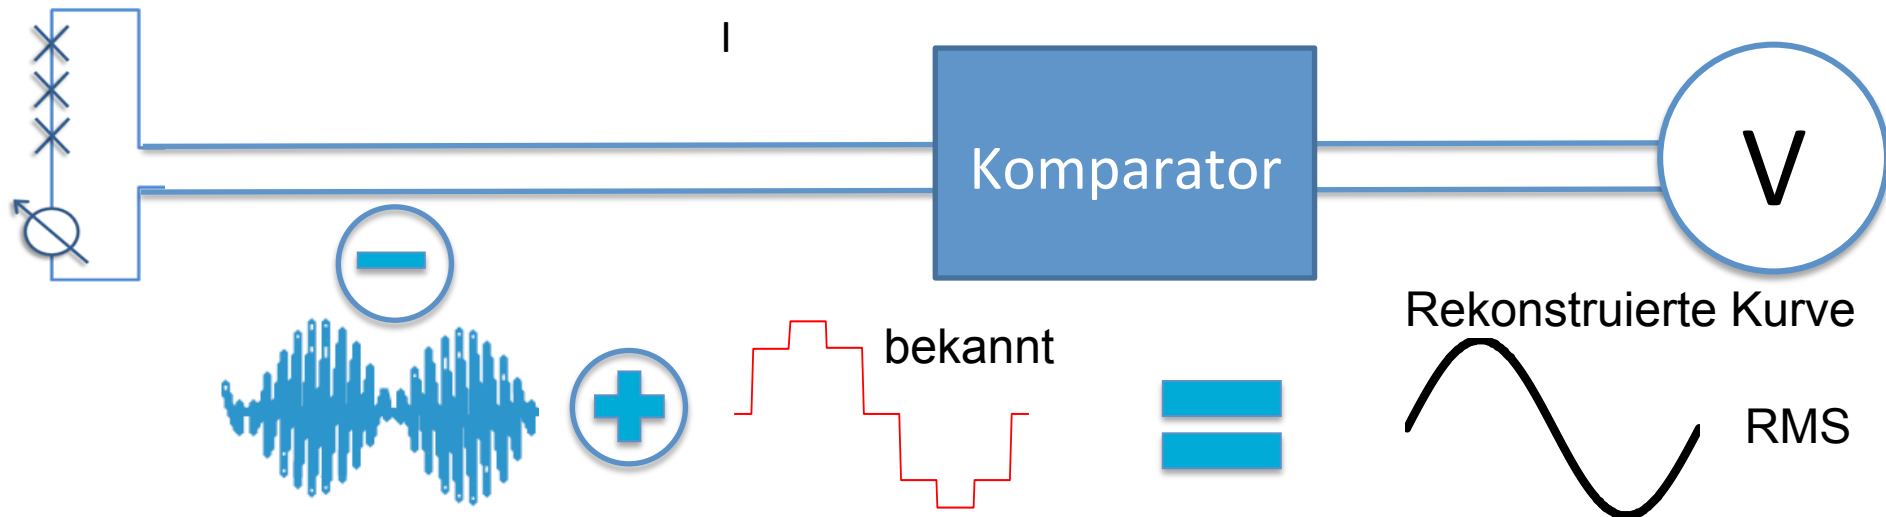 I
Komparator
V
Rekonstruierte Kurve
bekannt
RMS